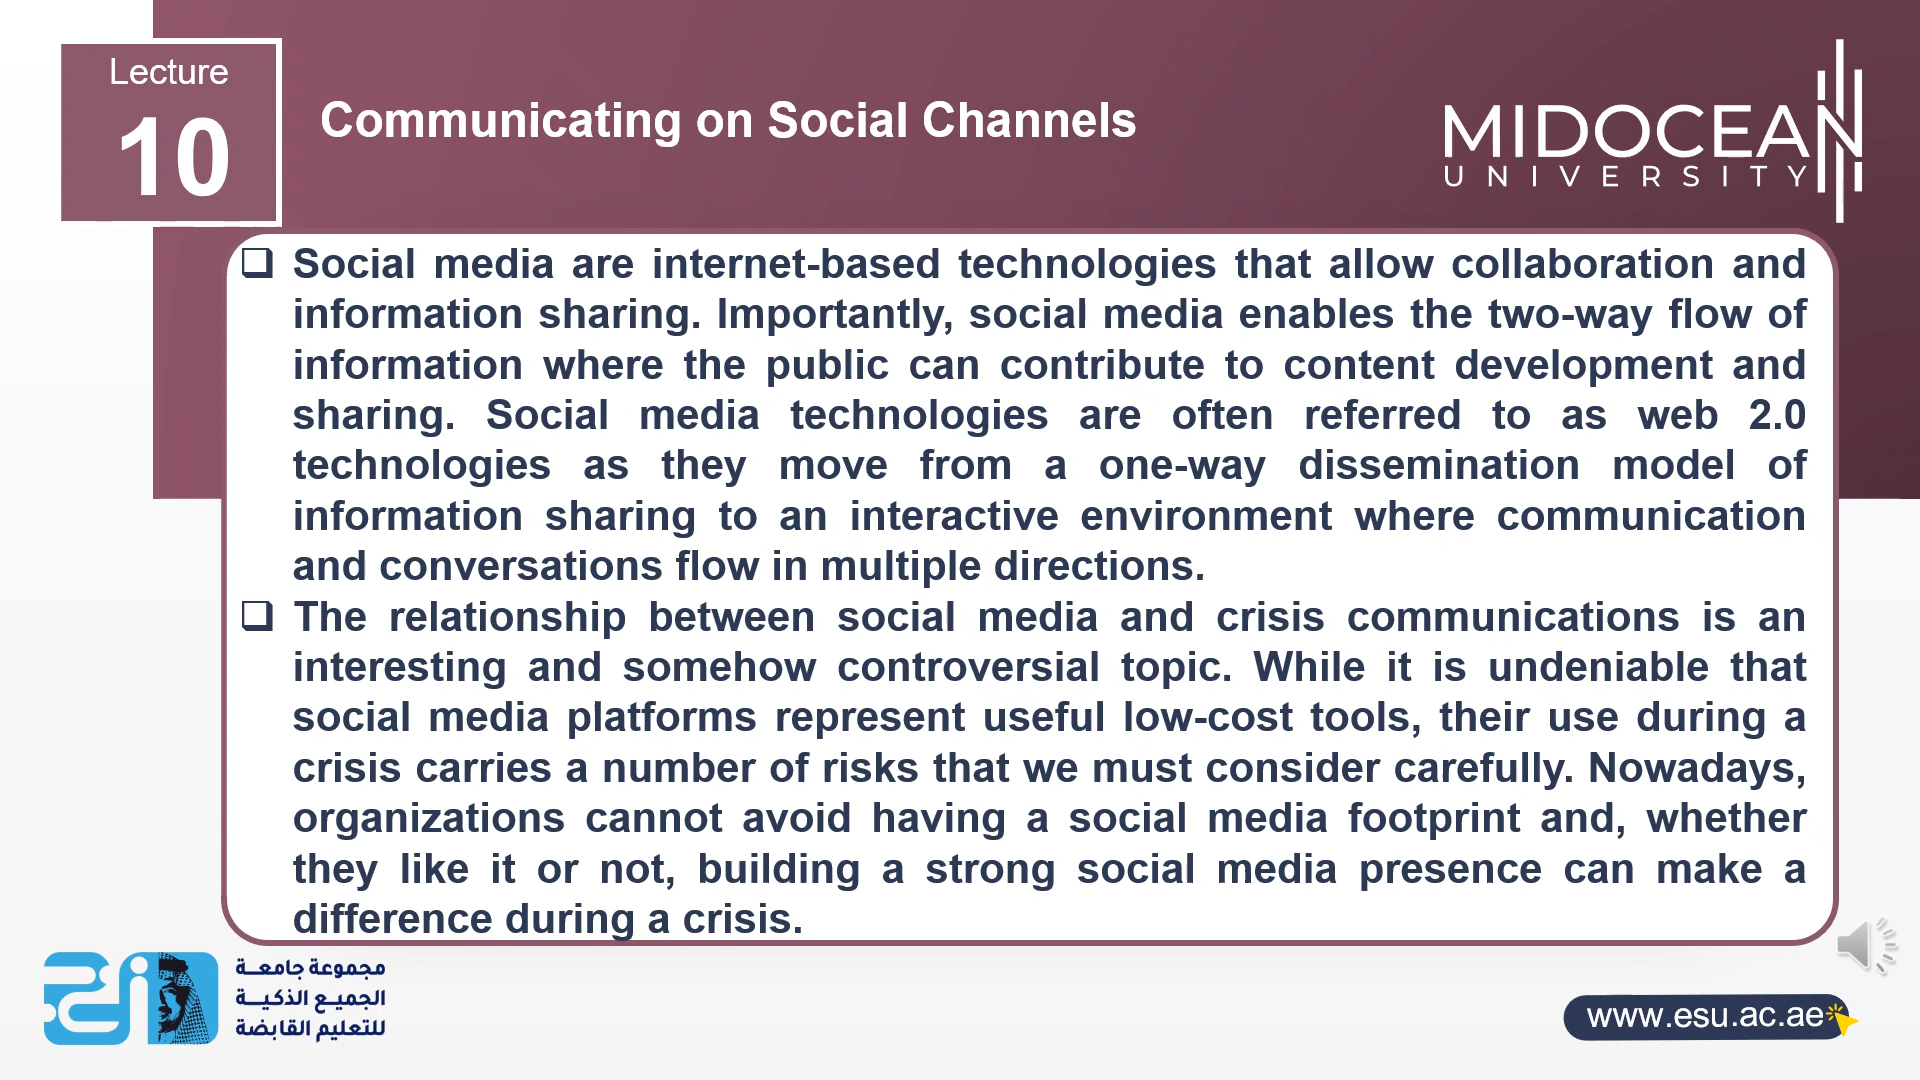 Lecture
10
Communicating on Social Channels
MIDOCEAN
UNIVERSITY
❑ Social media are internet-based technologies that allow collaboration and
information sharing. Importantly, social media enables the two-way flow of
information where the public can contribute to content development and
sharing. Social media technologies are often referred to as web 2.0
technologies as they move from a one-way dissemination model of
information sharing to an interactive environment where communication
and conversations flow in multiple directions.
❑ The relationship between social media and crisis communications is an
interesting and somehow controversial topic. While it is undeniable that
social media platforms represent useful low-cost tools, their use during a
crisis carries a number of risks that we must consider carefully. Nowadays,
organizations cannot avoid having a social media footprint and, whether
they like it or not, building a strong social media presence can make a
difference during a crisis.
مجموعة جامعـــة
الجميـع الذكيـــة
للتعليم القابضة
www.esu.ac.ae